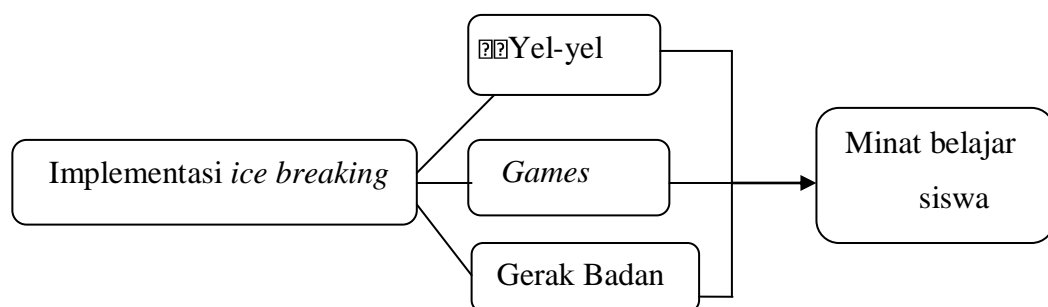 Yel-yel
Implementasi ice breaking
Games
Gerak Badan
Minat belajar
siswa